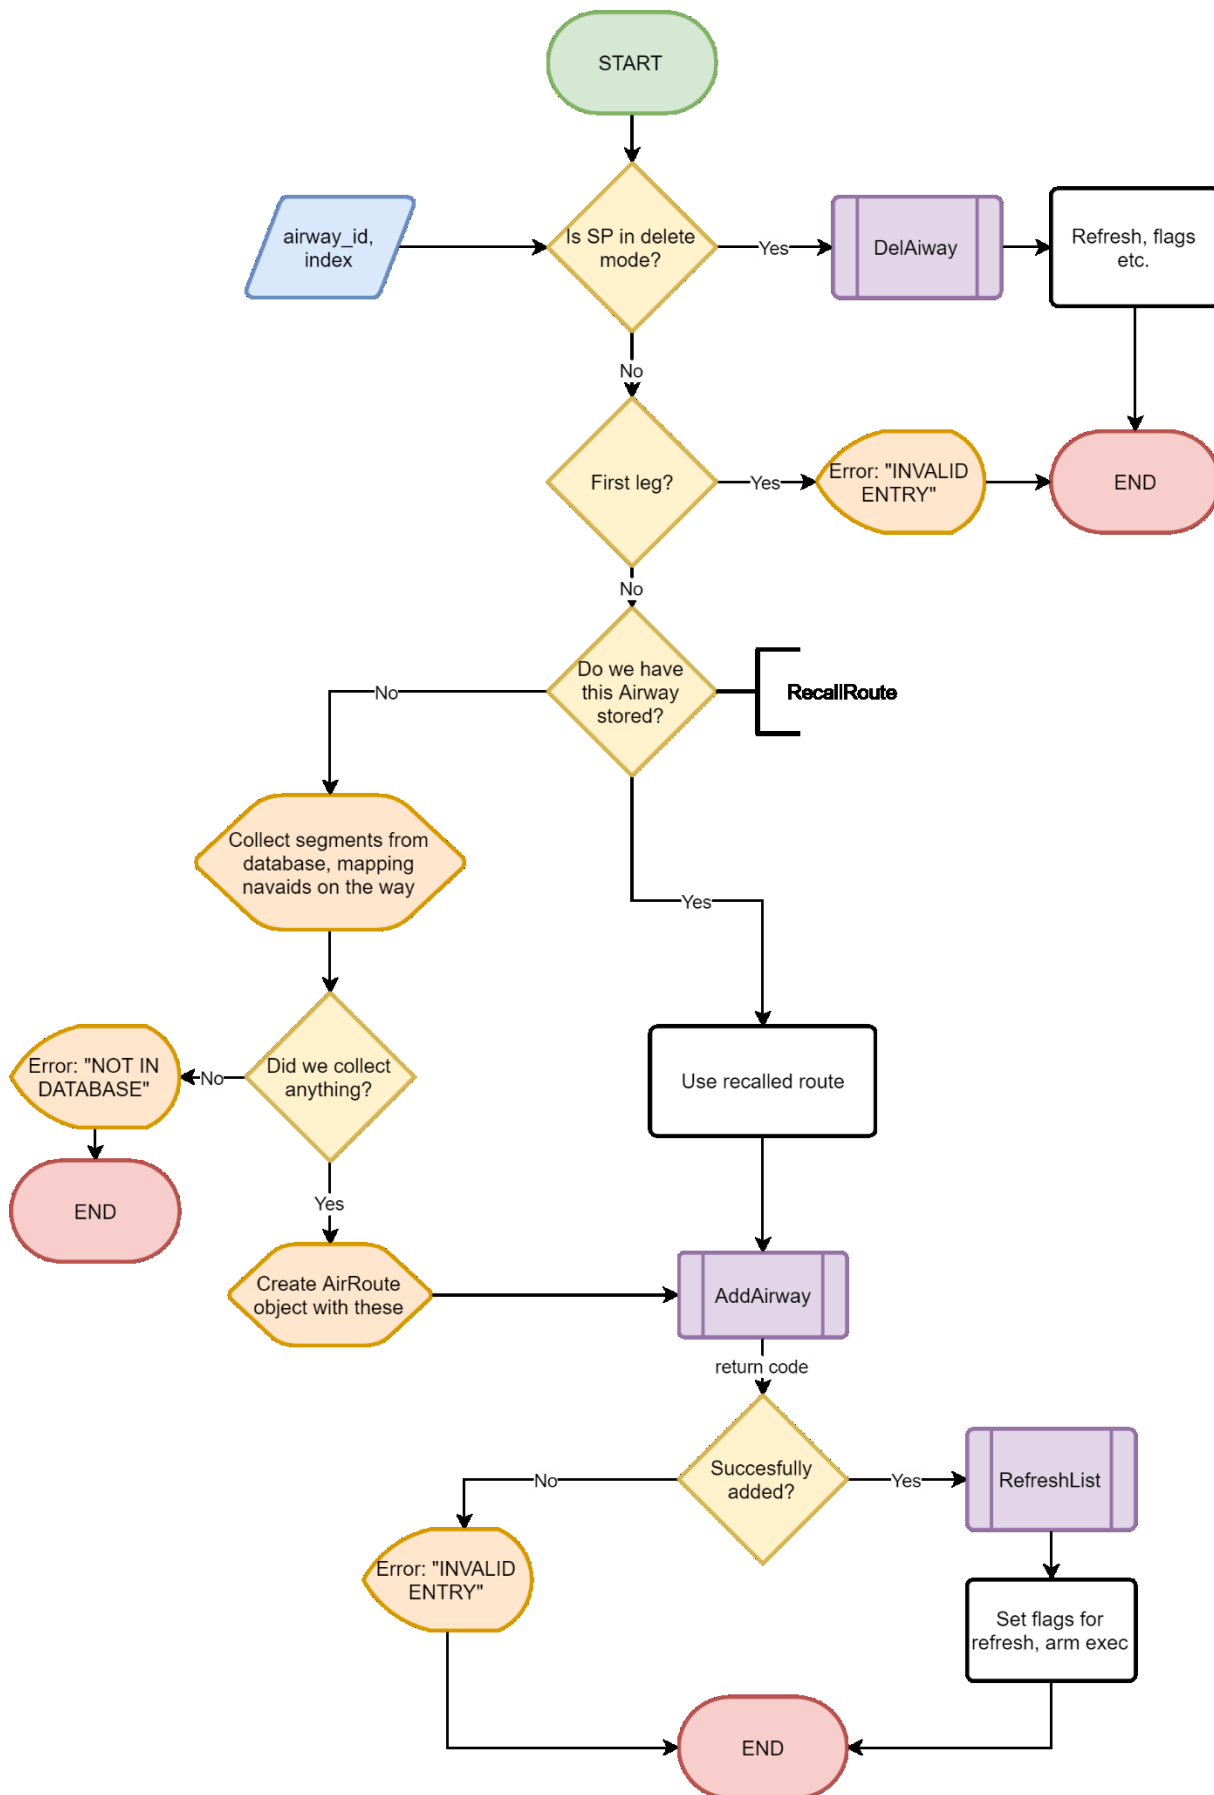 START
airway_id,
index
Is SP in delete
mode?
Yes
DelAiway
Refresh, flags
etc.
No
First leg?
Yes
Error: "INVALID
ENTRY"
END
No
Do we have
this Airway
stored?
RecallRoute
No
Collect segments from
database, mapping
navaids on the way
Yes
Did we collect
anything?
No
Error: "NOT IN
DATABASE"
END
Use recalled route
Yes
Create AirRoute
object with these
AddAirway
return code
Succesfully
added?
No
Yes
RefreshList
Error: "INVALID
ENTRY"
Set flags for
refresh, arm exec
END